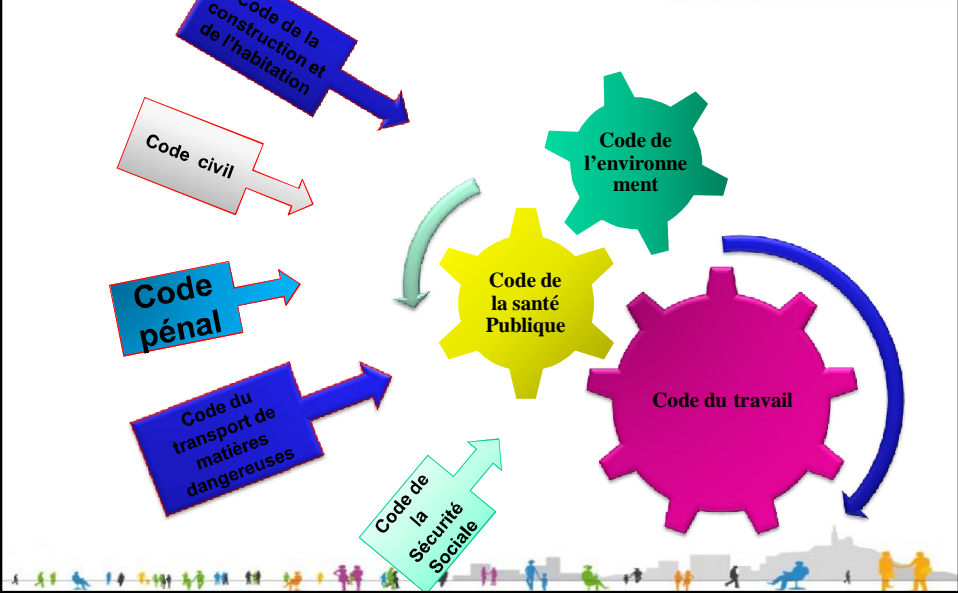 Code de la
construction et
de l'habitation
Code civil
Code
pénal
Code du
transport de
matières
dangereuses
Code de
la
Sécurité
Sociale
Code de
l'environne
ment
Code de
la santé
Publique
Code du travail